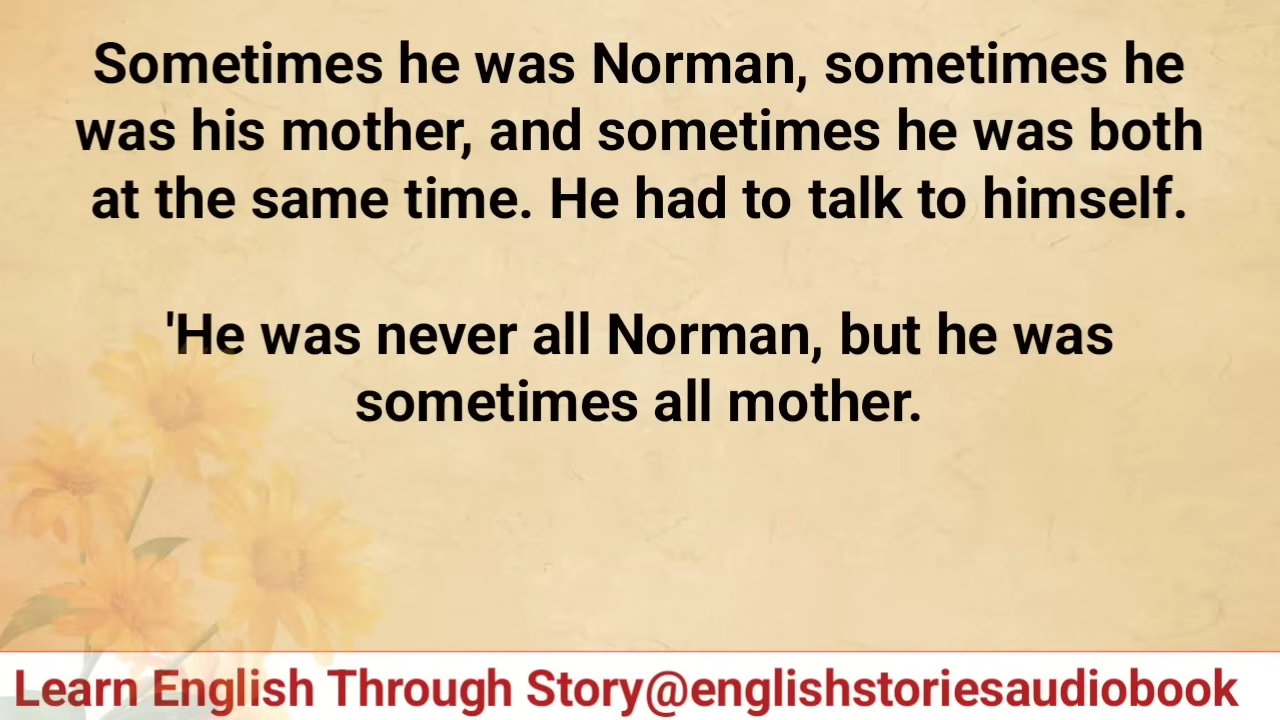 Sometimes he was Norman, sometimes he
was his mother, and sometimes he was both
at the same time. He had to talk to himself.
'He was never all Norman, but he was
sometimes all mother.
Learn English Through Story@englishstoriesaudiobook